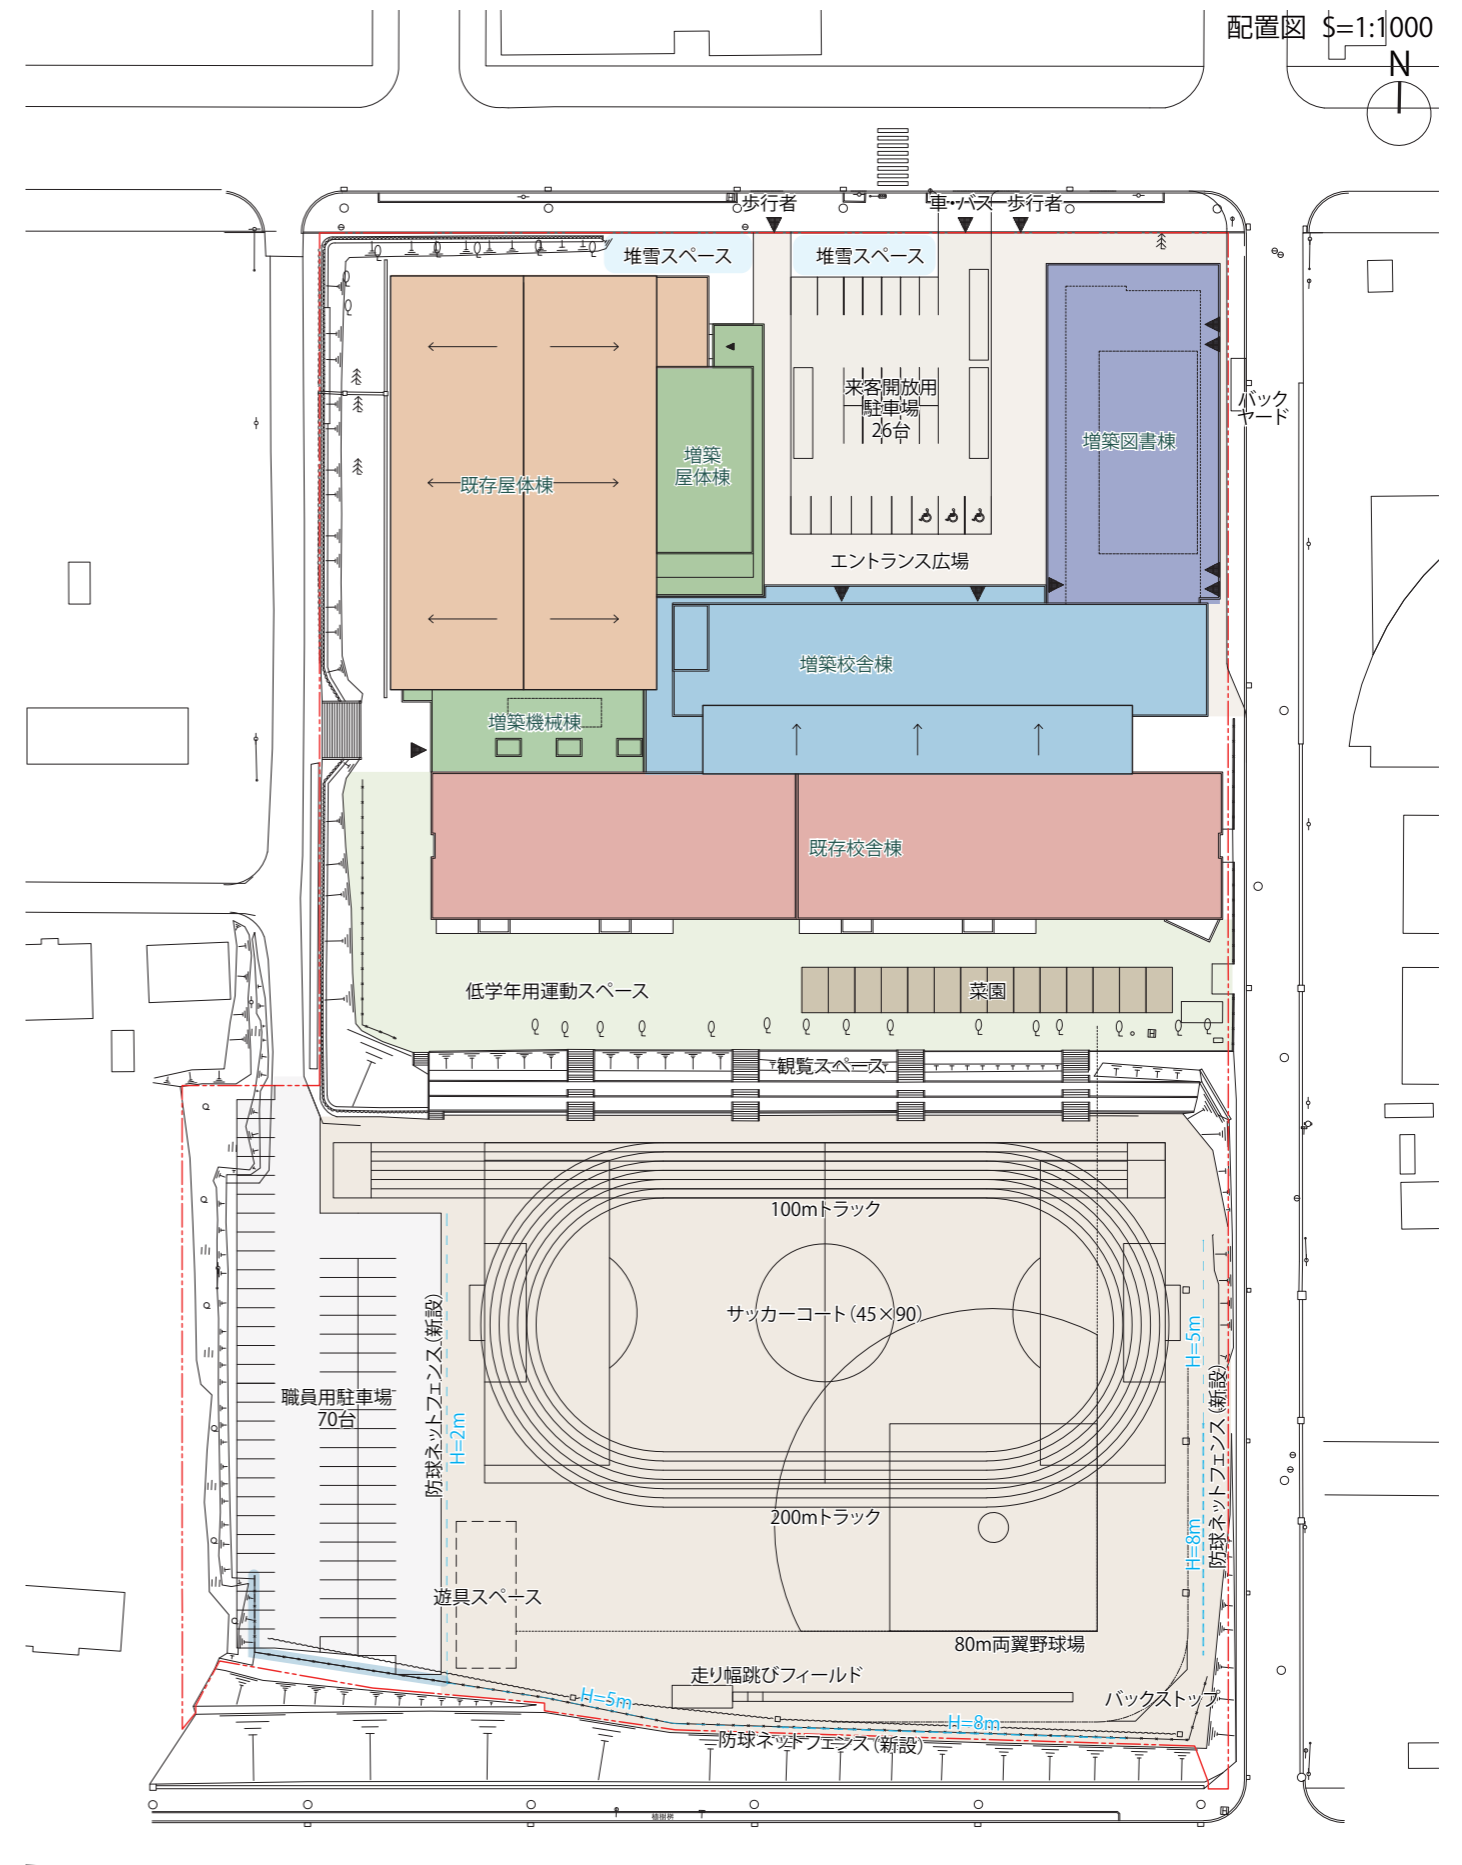 配置図 S=1:1000
N
歩行者
車・バス
歩行者
堆雪スペース
堆雪スペース
来客開放用
駐車場
26台
バック
ヤード
増築図書棟
増築
屋体棟
既存屋体棟
エントランス広場
増築校舎棟
増築機械棟
既存校舎棟
低学年用運動スペース
菜園
観覧スペース
100mトラック
サッカーコート（45×90）
防球ネットフェンス（新設）
H=2m
H=5m
防球ネットフェンス（新設）
H=8m
職員用駐車場
70台
200mトラック
遊具スペース
80m両翼野球場
走り幅跳びフィールド
バックストップ
H=5m
H=8m
防球ネットフェンス（新設）
植樹桝